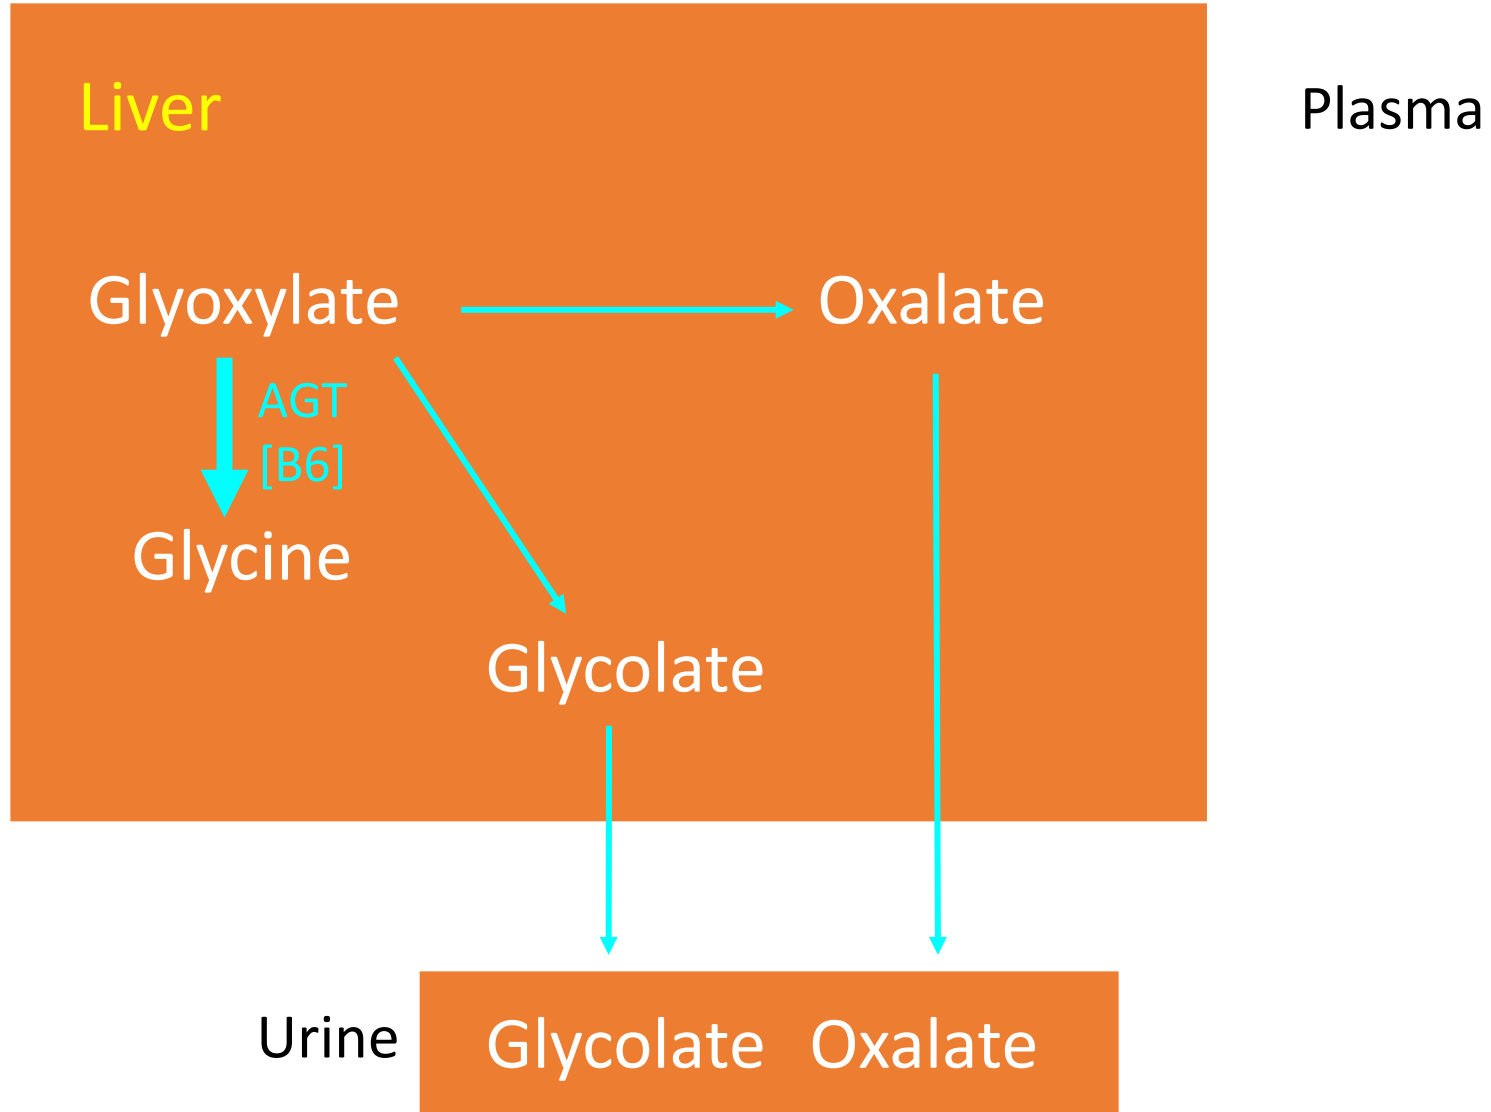 Liver
Plasma
Glyoxylate
Oxalate
AGT
[B6]
Glycine
Glycolate
Urine
Glycolate Oxalate